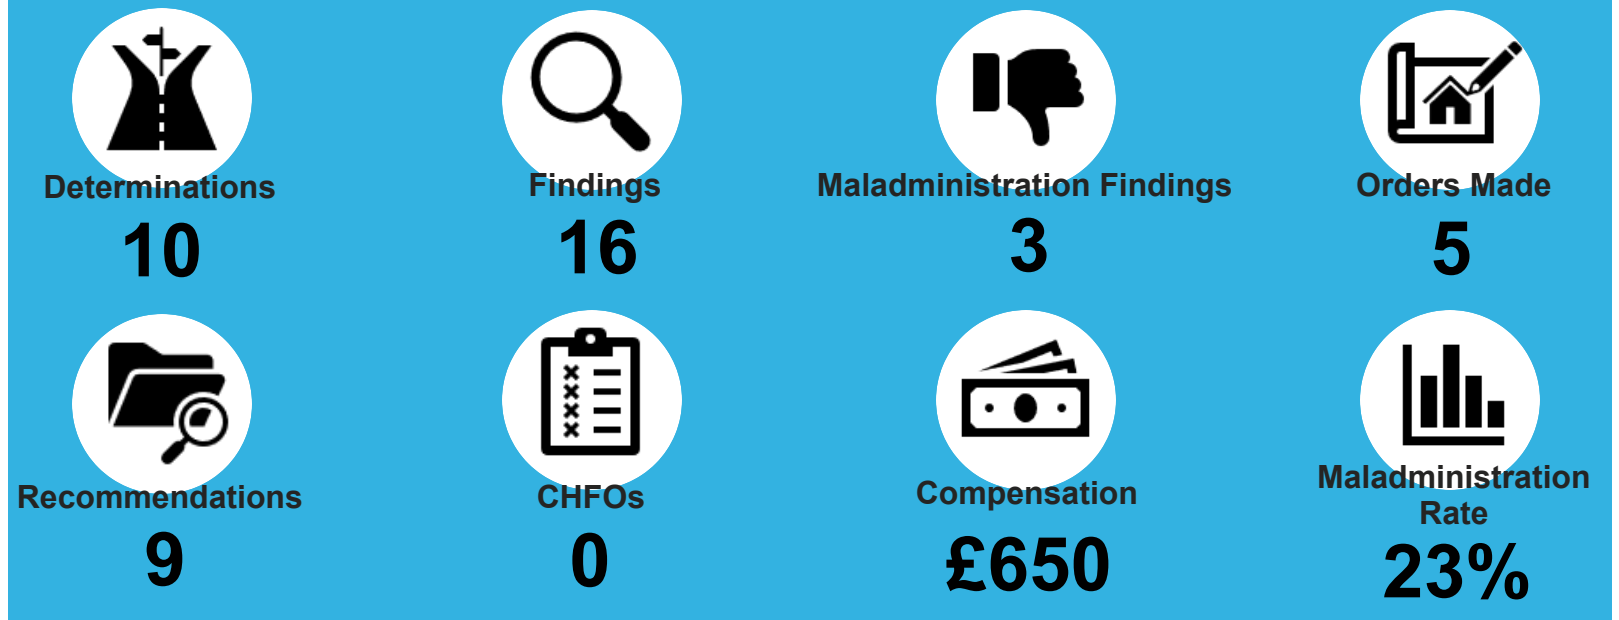 Determinations
10
Findings
16
Maladministration Findings
3
Orders Made
5
Recommendations
9
CHFOs
0
Compensation
£650
Maladministration
Rate
23%